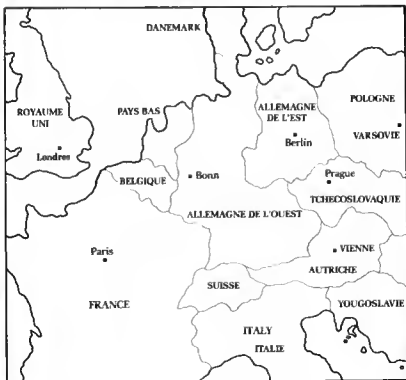 DANEMARK
ROYAUME
UNI
PAYS BAS
ALLEMAGNE
DE L'EST
POLOGNE
VARSOVIE
Londres
Berlin
BELGIQUE
Bonn
Prague
TCHECOSLOVAQUIE
ALLEMAGNE DE L'OUEST
Paris
VIENNE
AUTRICHE
SUISSE
FRANCE
YOUGOSLAVIE
ITALY
ITALIE